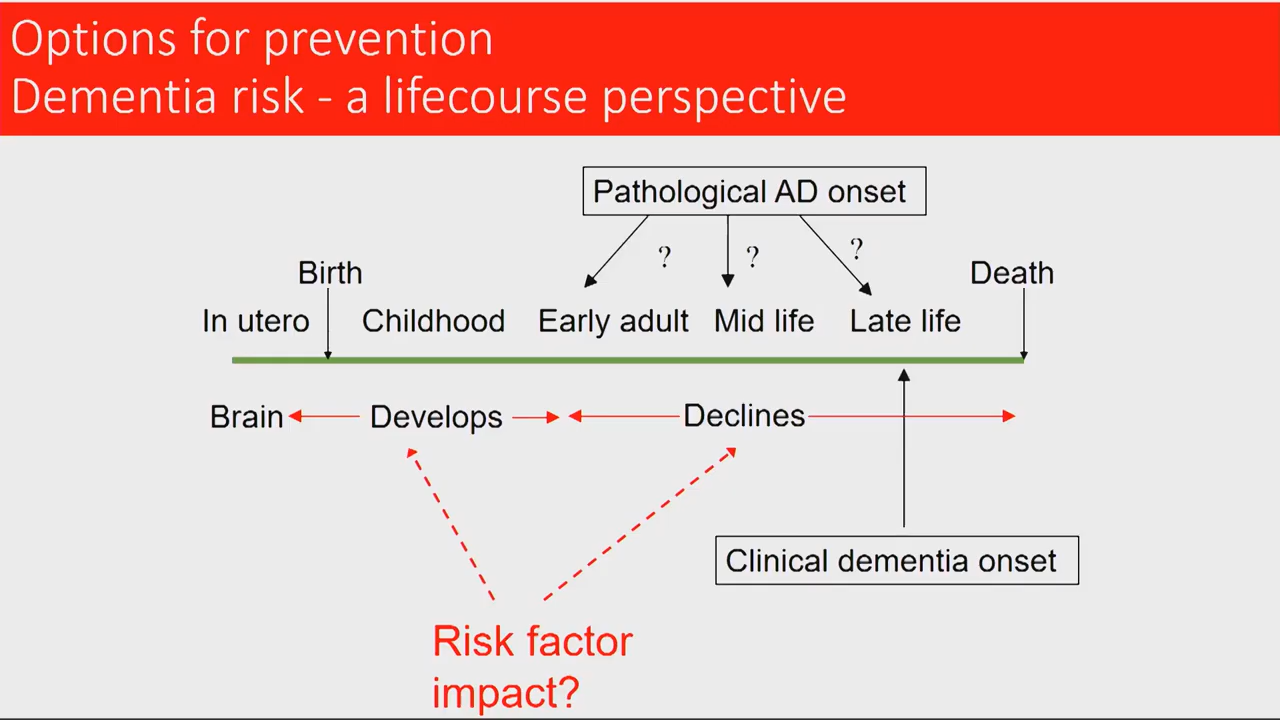 Options for prevention
Dementia risk - a lifecourse perspective
Pathological AD onset
? ? ?
Birth Death
In utero Childhood Early adult Mid life Late life
Brain Develops Declines
Clinical dementia onset
Risk factor
impact?